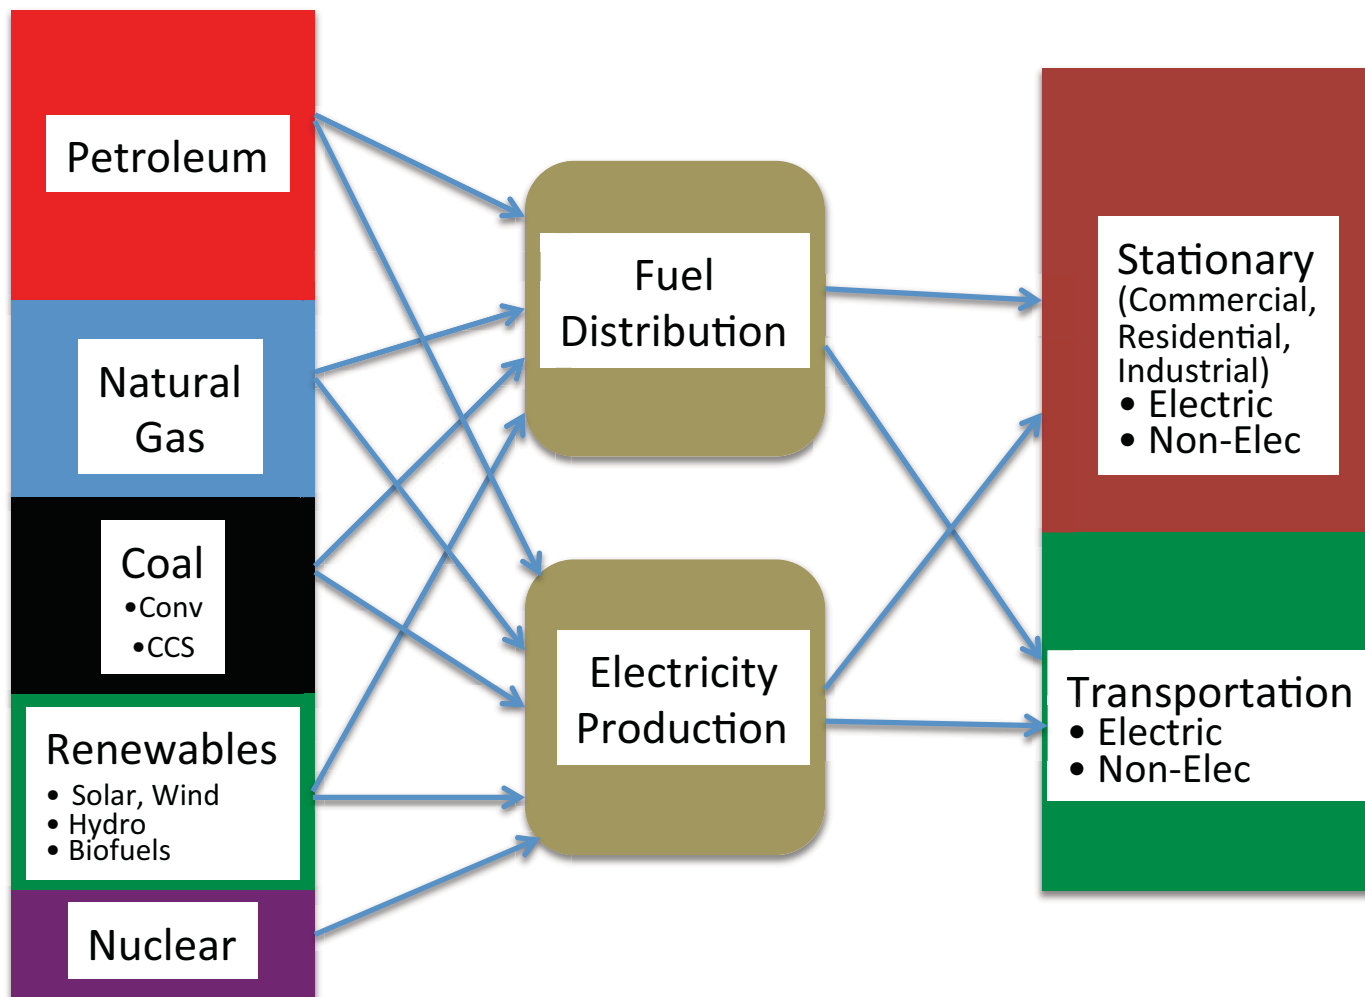 Petroleum
Natural
Gas
Coal
•Conv
•CCS
Renewables
• Solar, Wind
• Hydro
• Biofuels
Nuclear
Fuel
Distribution
Electricity
Production
Stationary
(Commercial,
Residential,
Industrial)
• Electric
• Non-Elec
Transportation
• Electric
• Non-Elec